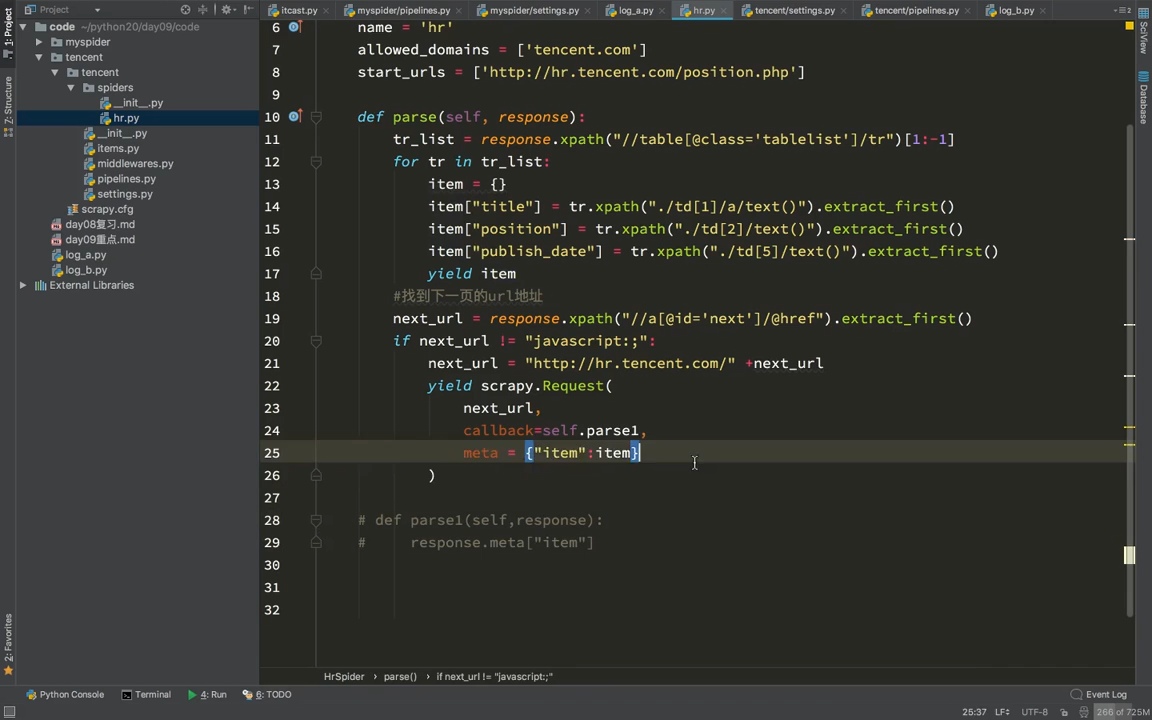 Project
itcast.py
myspider/pipelines.py
myspider/settings.py
log_a.py
hr.py
tencent/settings.py
tencent/pipelines.py
log_b.py
1: Project
Z: Structure
2: Favorites
SciView
Database
code ~/python20/day09/code
myspider
tencent
tencent
spiders
__init__.py
hr.py
__init__.py
items.py
middlewares.py
pipelines.py
settings.py
scrapy.cfg
day08复习.md
day09重点.md
log_a.py
log_b.py
External Libraries
6 name = 'hr'
7 allowed_domains = ['tencent.com']
8 start_urls = ['http://hr.tencent.com/position.php']
9
10 def parse(self, response):
11 tr_list = response.xpath("//table[@class='tablelist']/tr")[1:-1]
12 for tr in tr_list:
13 item = {}
14 item["title"] = tr.xpath("./td[1]/a/text()").extract_first()
15 item["position"] = tr.xpath("./td[2]/text()").extract_first()
16 item["publish_date"] = tr.xpath("./td[5]/text()").extract_first()
17 yield item
18 #找到下一页的url地址
19 next_url = response.xpath("//a[@id='next']/@href").extract_first()
20 if next_url != "javascript:;":
21 next_url = "http://hr.tencent.com/" +next_url
22 yield scrapy.Request(
23 next_url,
24 callback=self.parse1,
25 meta = {"item":item}
26 )
27
28 # def parse1(self,response):
29 # response.meta["item"]
30
31
32
HrSpider parse() if next_url != "javascript:;"
Python Console Terminal 4: Run 6: TODO Event Log
25:37 LF÷ UTF-8 266 of 725M